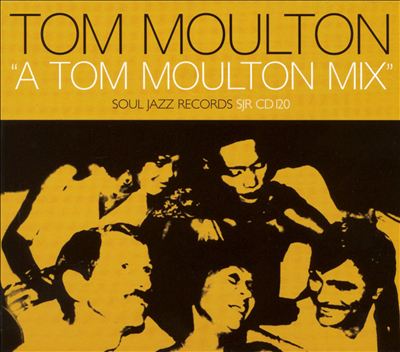 TOM MOULTON
"A TOM MOULTON MIX"
SOUL JAZZ RECORDS SJR CD 120